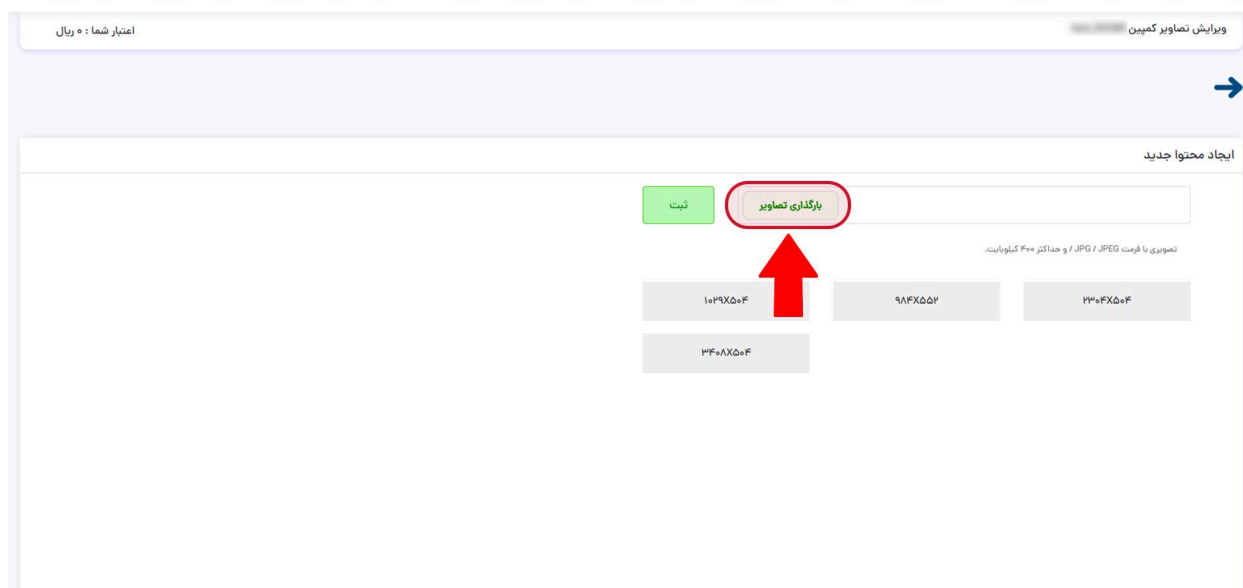 ویرایش تصاویر کمپین
اعتبار شما : ۰ ریال
ایجاد محتوا جدید
بارگذاری تصاویر
ثبت
تصویری با فرمت JPG / JPEG / و حداکثر ۴۰۰ کیلوبایت.
۲۳۰۴X۵۰۴
۹۸۴X۵۵۲
۱۰۲۹X۵۰۴
۳۴۰۸X۵۰۴